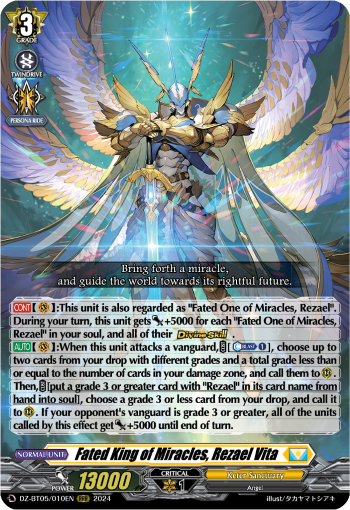 3
GRADE
TWINDRIVE
PERSONA RIDE
Bring forth a miracle,
and guide the world towards its rightful future.
CONT【】:This unit is also regarded as "Fated One of Miracles, Rezael".
During your turn, this unit gets +5000 for each "Fated One of Miracles,
Rezael" in your soul, and all of their Divine Skill.
AUTO【】:When this unit attacks a vanguard, [BLAST 1], choose up to
two cards from your drop with different grades and a total grade less than
or equal to the number of cards in your damage zone, and call them to.
Then, [put a grade 3 or greater card with "Rezael" in its card name from
hand into soul], choose a grade 3 or less card from your drop, and call it
to. If your opponent's vanguard is grade 3 or greater, all of the units
called by this effect get +5000 until end of turn.
NORMAL UNIT
Fated King of Miracles, Rezael Vita
POWER 13000
CRITICAL
1
Keter Sanctuary
Angel
DZ-BT05/010EN RRR 2024
illust/タカヤマトシアキ